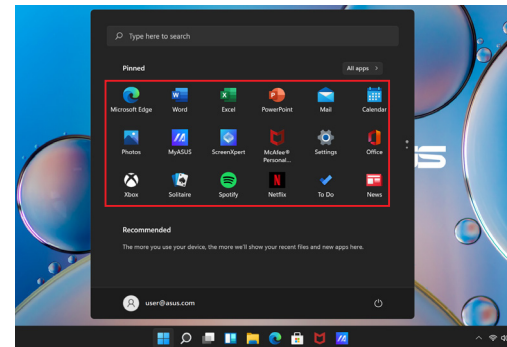 Type here to search
Pinned
All apps >
Microsoft Edge
Word
Excel
PowerPoint
Mail
Calendar
Photos
MyASUS
ScreenXpert
McAfee®
Personal...
Settings
Office
Xbox
Solitaire
Spotify
Netflix
To Do
News
Recommended
The more you use your device, the more we'll show your recent files and new apps here.
user@asus.com